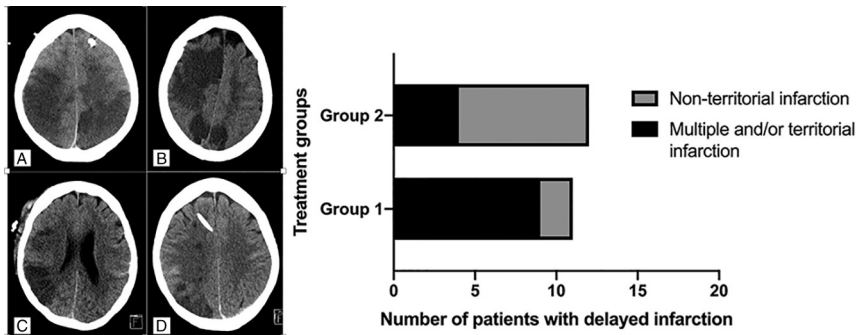 A
B
C
D
F
F
Treatment groups
Group 2
Group 1
0
5
10
15
20
Number of patients with delayed infarction
Non-territorial infarction
Multiple and/or territorial
infarction